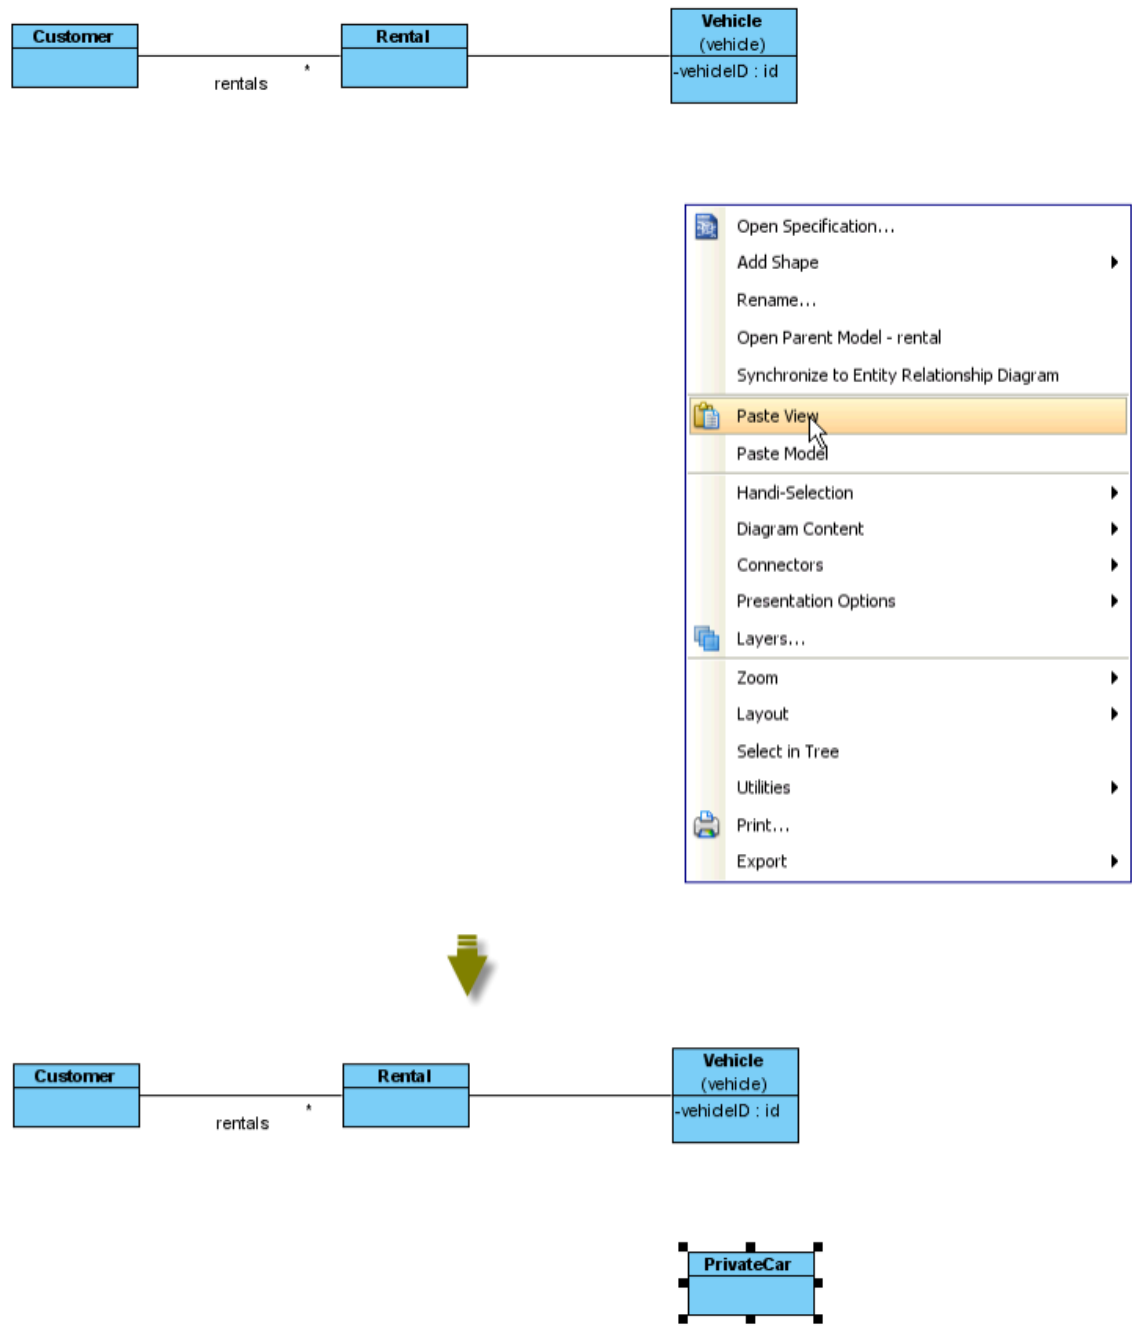 Customer
Rental
Vehicle
(vehicle)
-vehicleID : id
*
rentals
Open Specification...
Add Shape
Rename...
Open Parent Model - rental
Synchronize to Entity Relationship Diagram
Paste View
Paste Model
Handi-Selection
Diagram Content
Connectors
Presentation Options
Layers...
Zoom
Layout
Select in Tree
Utilities
Print...
Export
Customer
Rental
Vehicle
(vehicle)
-vehicleID : id
*
rentals
PrivateCar